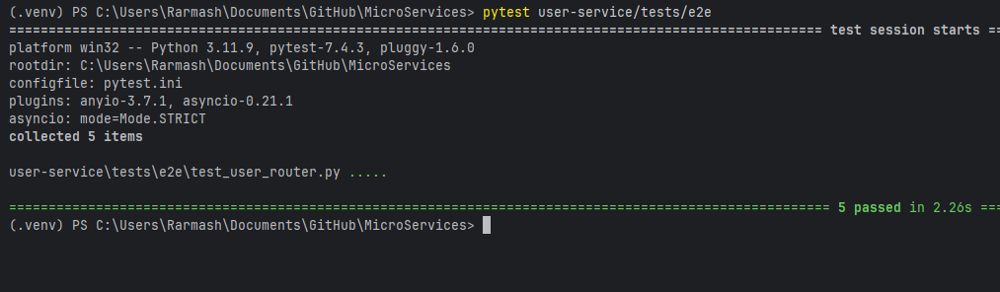 (.venv) PS C:\Users\Rarmash\Documents\GitHub\MicroServices> pytest user-service/tests/e2e
======================================================================================================= test session starts ==
platform win32 -- Python 3.11.9, pytest-7.4.3, pluggy-1.6.0
rootdir: C:\Users\Rarmash\Documents\GitHub\MicroServices
configfile: pytest.ini
plugins: anyio-3.7.1, asyncio-0.21.1
asyncio: mode=Mode.STRICT
collected 5 items
user-service\tests\e2e\test_user_router.py .....
======================================================================================================== 5 passed in 2.26s ===
(.venv) PS C:\Users\Rarmash\Documents\GitHub\MicroServices>